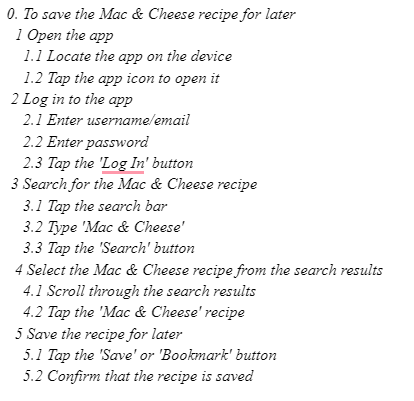 0. To save the Mac & Cheese recipe for later
1 Open the app
1.1 Locate the app on the device
1.2 Tap the app icon to open it
2 Log in to the app
2.1 Enter username/email
2.2 Enter password
2.3 Tap the 'Log In' button
3 Search for the Mac & Cheese recipe
3.1 Tap the search bar
3.2 Type 'Mac & Cheese'
3.3 Tap the 'Search' button
4 Select the Mac & Cheese recipe from the search results
4.1 Scroll through the search results
4.2 Tap the 'Mac & Cheese' recipe
5 Save the recipe for later
5.1 Tap the 'Save' or 'Bookmark' button
5.2 Confirm that the recipe is saved